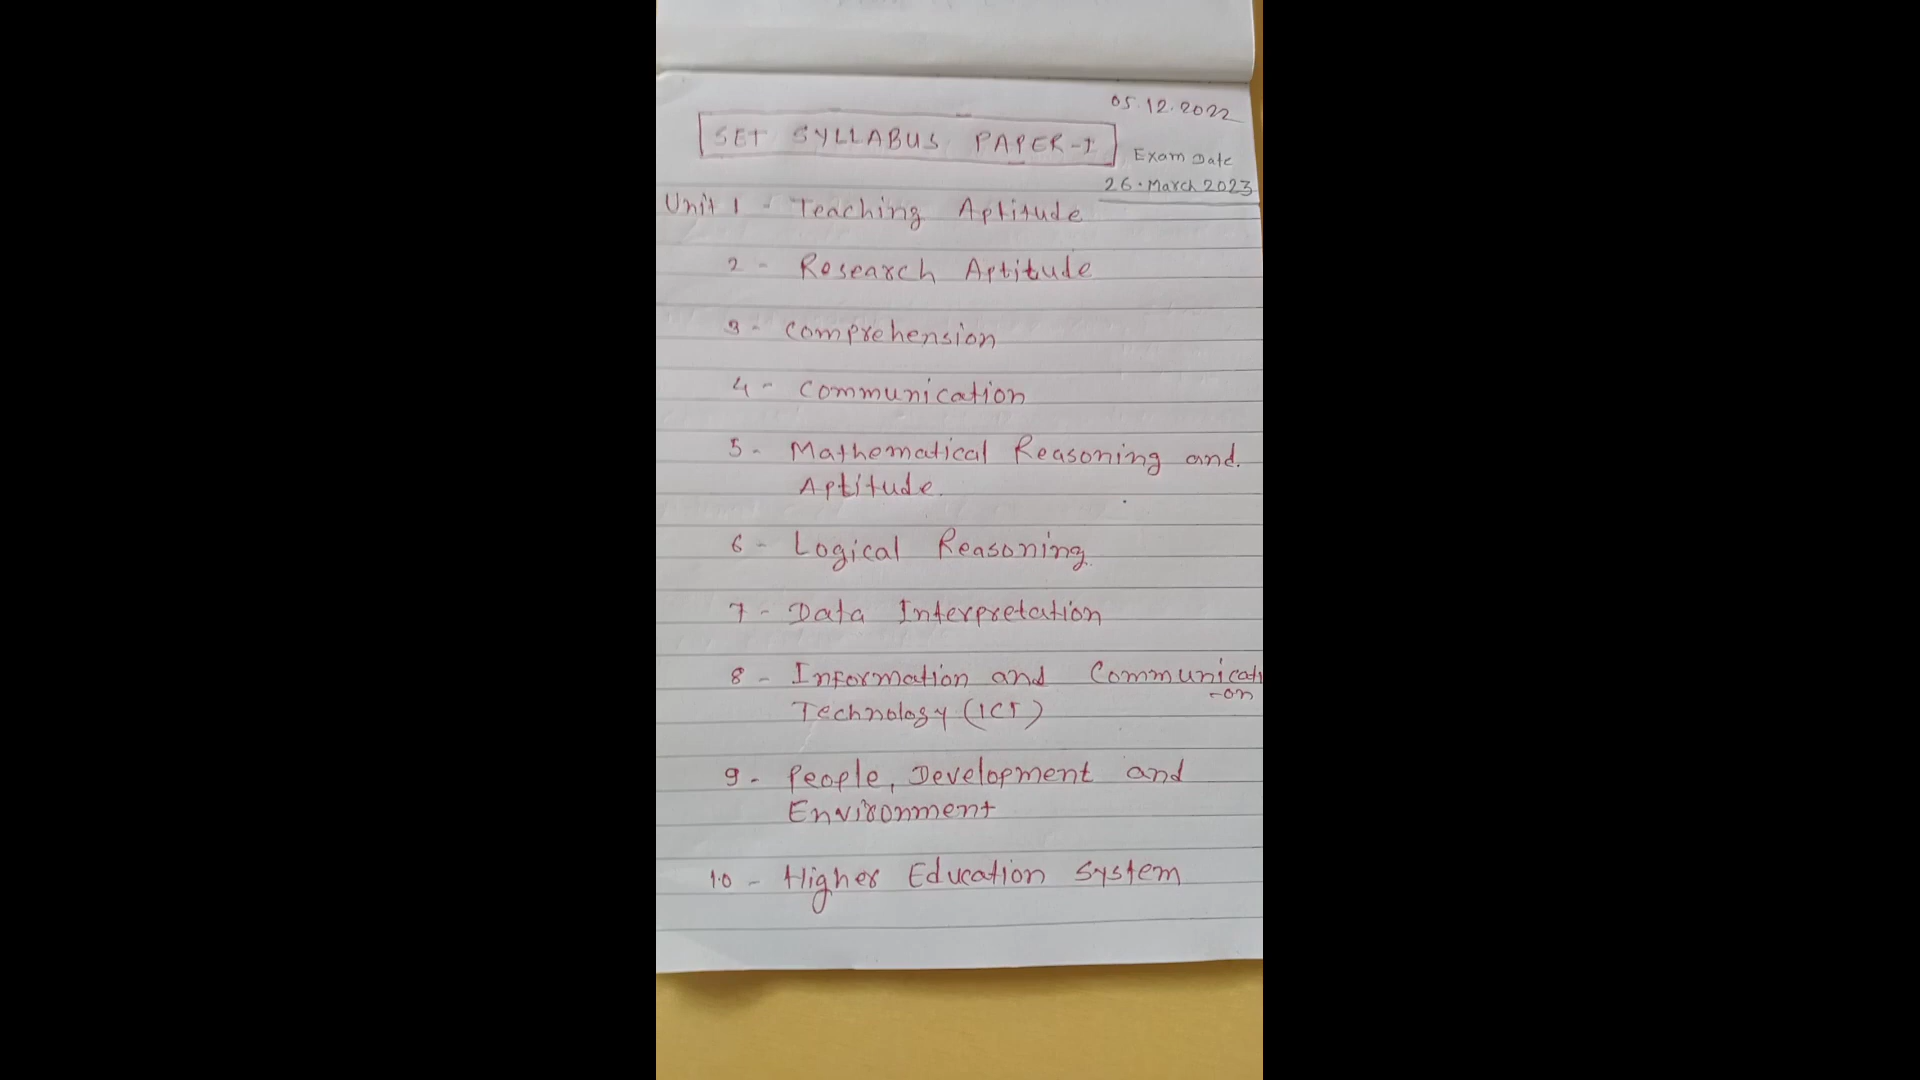 05.12.2022
SET SYLLABUS PAPER-I
Exam Date
26. March 2023
Unit 1 - Teaching Aptitude
2 - Research Aptitude
3 - Comprehension
4 - Communication
5 - Mathematical Reasoning and
Aptitude.
6 - Logical Reasoning
7 - Data Interpretation
8 - Information and Communicati
-on
Technology (ICT)
9 - People, Development and
Environment
10 - Higher Education System